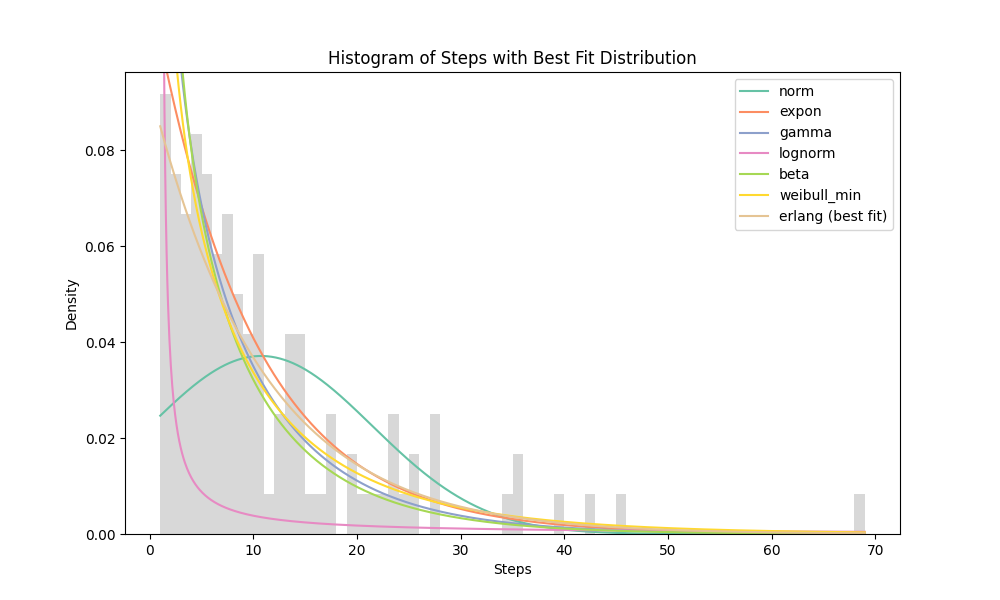 Histogram of Steps with Best Fit Distribution
norm
expon
gamma
lognorm
beta
weibull_min
erlang (best fit)
Density
0.08
0.06
0.04
0.02
0.00
0 10 20 30 40 50 60 70
Steps